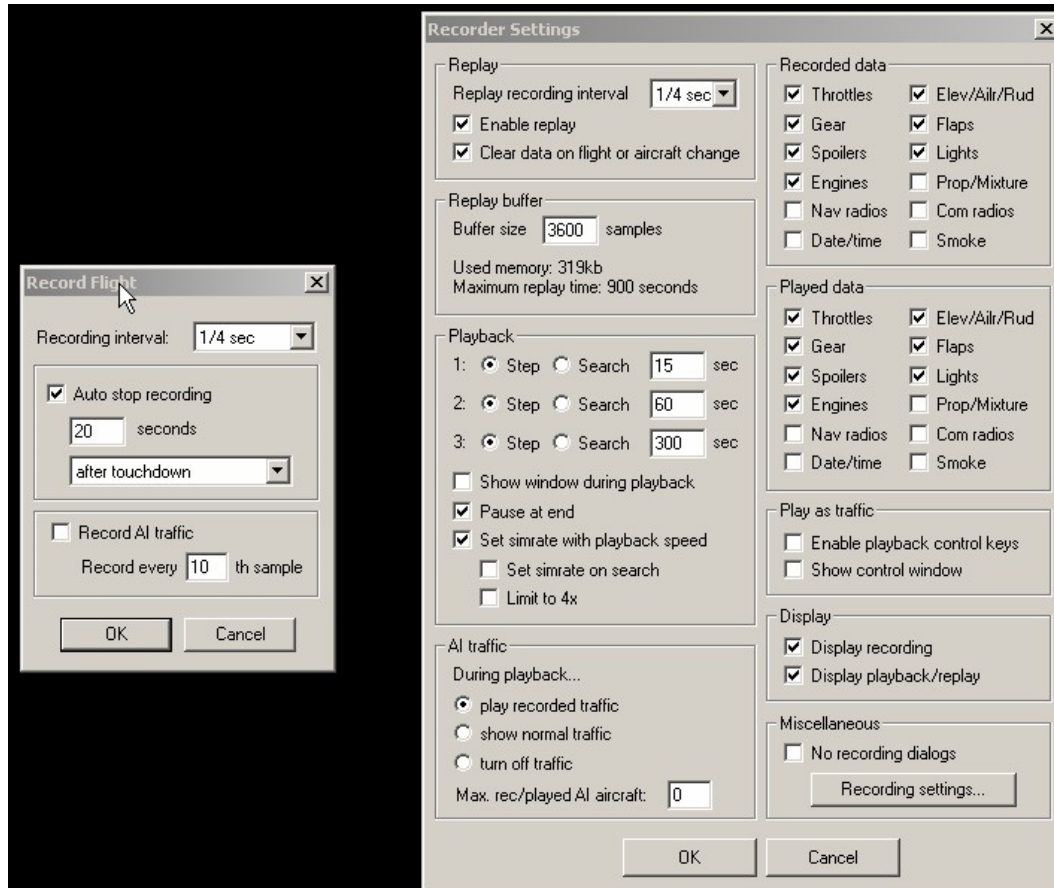 Record Flight
Recording interval: 1/4 sec
Auto stop recording
20 seconds
after touchdown
Record AI traffic
Record every 10 th sample
OK Cancel
Recorder Settings
Replay
Replay recording interval 1/4 sec
Enable replay
Clear data on flight or aircraft change
Replay buffer
Buffer size 3600 samples
Used memory: 319kb
Maximum replay time: 900 seconds
Playback
1: Step Search 15 sec
2: Step Search 60 sec
3: Step Search 300 sec
Show window during playback
Pause at end
Set simrate with playback speed
Set simrate on search
Limit to 4x
AI traffic
During playback...
play recorded traffic
show normal traffic
turn off traffic
Max. rec/played AI aircraft: 0
Recorded data
Throttles Elev/Ailr/Rud
Gear Flaps
Spoilers Lights
Engines Prop/Mixture
Nav radios Com radios
Date/time Smoke
Played data
Throttles Elev/Ailr/Rud
Gear Flaps
Spoilers Lights
Engines Prop/Mixture
Nav radios Com radios
Date/time Smoke
Play as traffic
Enable playback control keys
Show control window
Display
Display recording
Display playback/replay
Miscellaneous
No recording dialogs
Recording settings...
OK Cancel